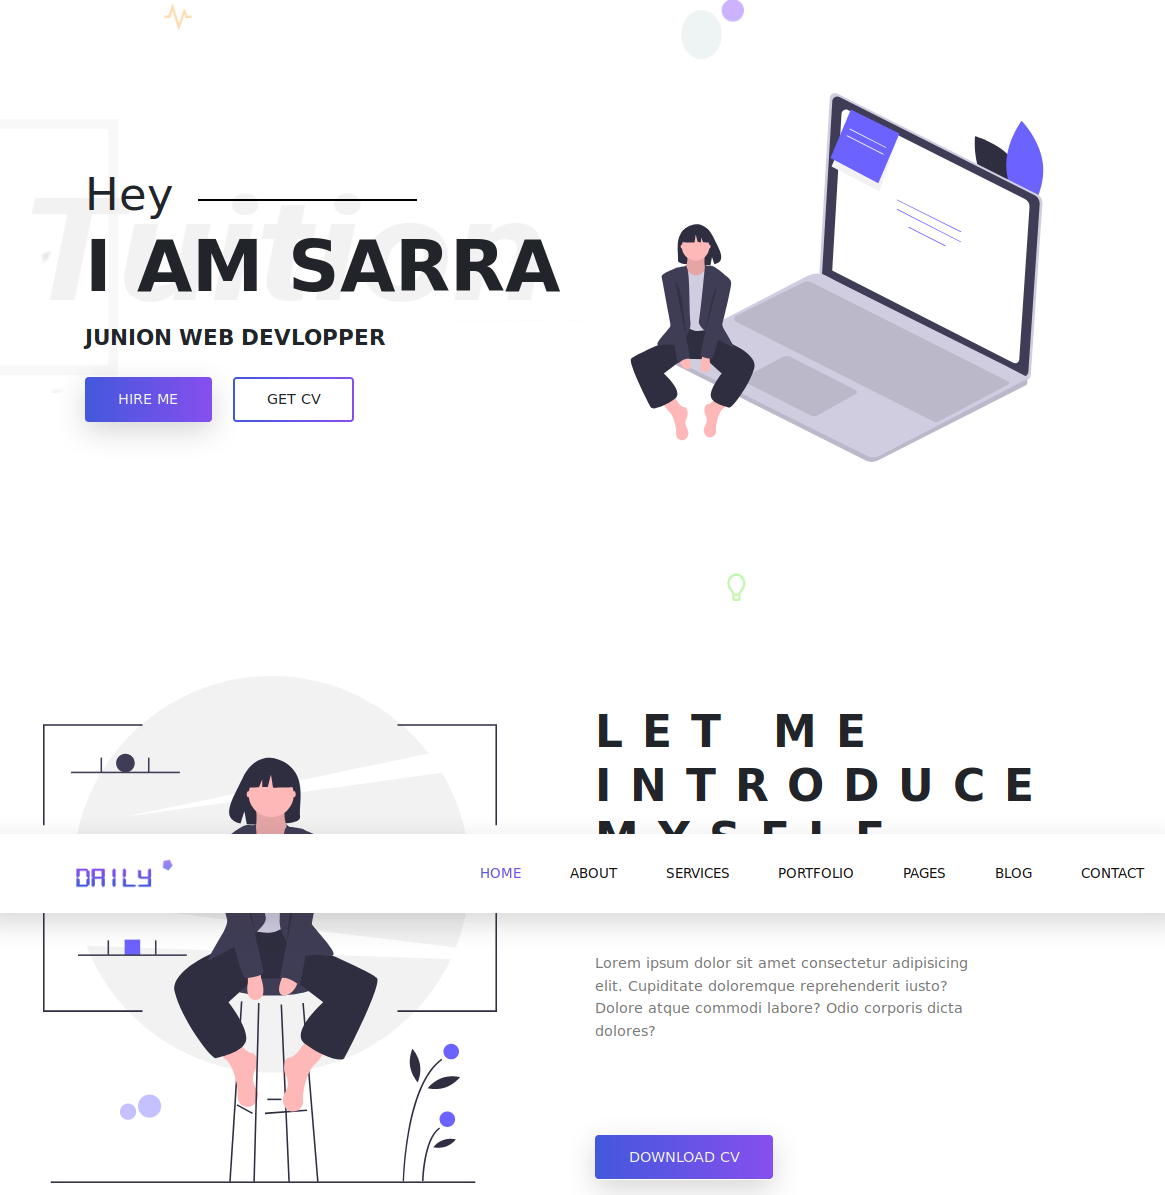 Tuition
Hey
I AM SARRA
JUNION WEB DEVLOPPER
HIRE ME
GET CV
LET ME
INTRODUCE
MYSELF
DAILY
HOME
ABOUT
SERVICES
PORTFOLIO
PAGES
BLOG
CONTACT
Lorem ipsum dolor sit amet consectetur adipisicing
elit. Cupiditate doloremque reprehenderit iusto?
Dolore atque commodi labore? Odio corporis dicta
dolores?
DOWNLOAD CV